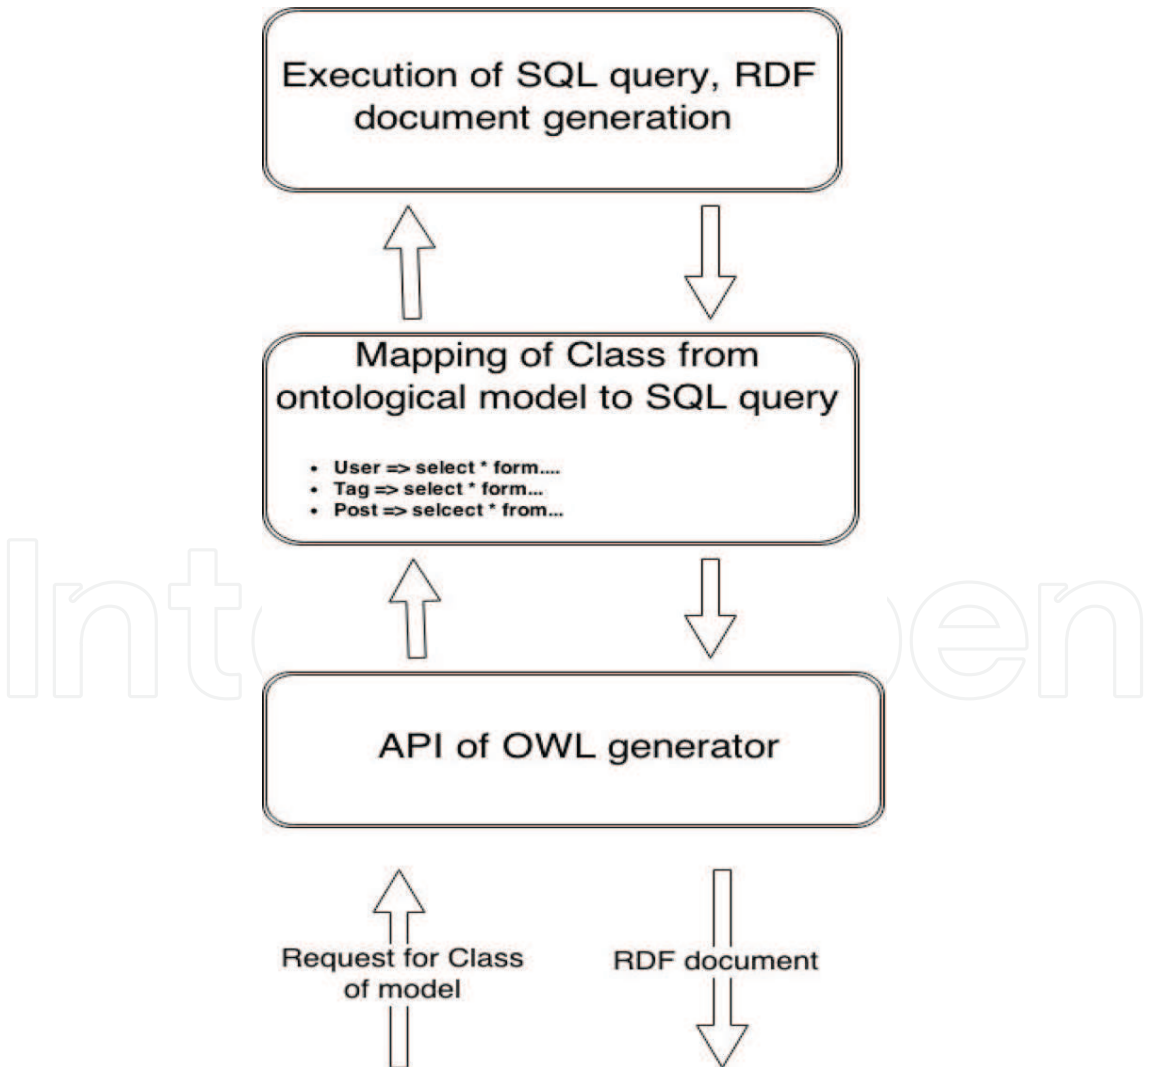 Execution of SQL query, RDF
document generation
Mapping of Class from
ontological model to SQL query
• User => select * form....
• Tag => select * form...
• Post => selcect * from...
API of OWL generator
Request for Class
of model
RDF document